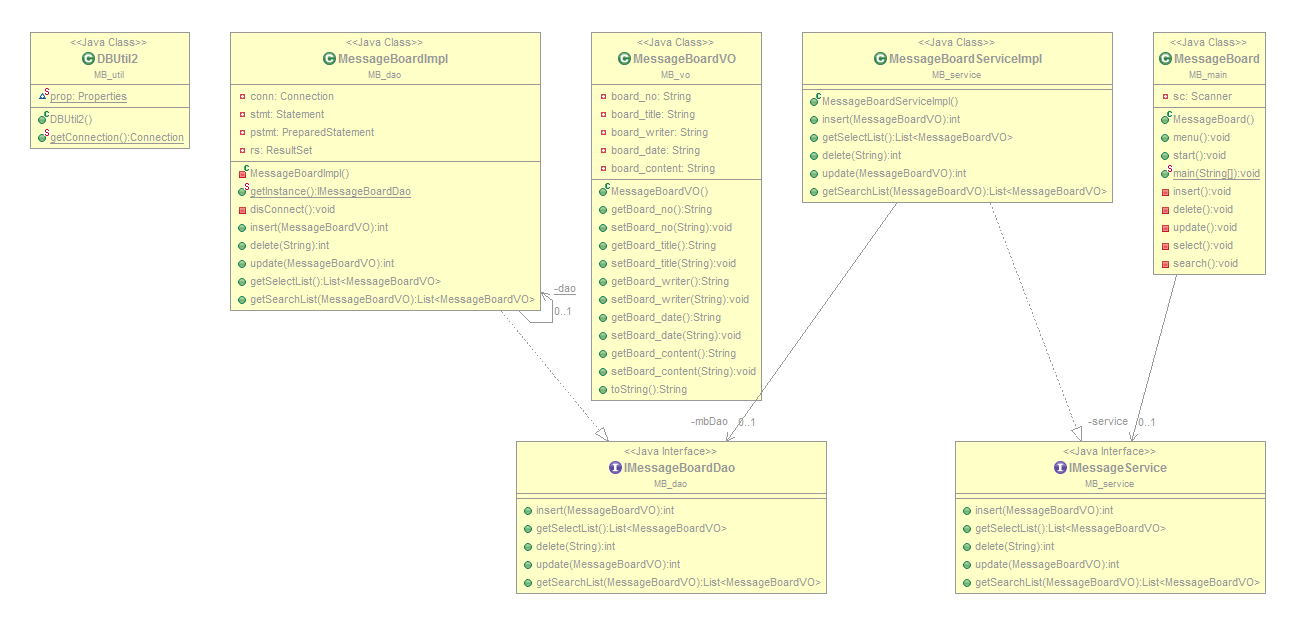 <<Java Class>>
DBUtil2
MB_util
prop: Properties
DBUtil2()
getConnection():Connection
<<Java Class>>
MessageBoardImpl
MB_dao
conn: Connection
stmt: Statement
pstmt: PreparedStatement
rs: ResultSet
MessageBoardImpl()
getInstance():IMessageBoardDao
disConnect():void
insert(MessageBoardVO):int
delete(String):int
update(MessageBoardVO):int
getSelectList():List<MessageBoardVO>
getSearchList(MessageBoardVO):List<MessageBoardVO>
-dao
0..1
<<Java Class>>
MessageBoardVO
MB_vo
board_no: String
board_title: String
board_writer: String
board_date: String
board_content: String
MessageBoardVO()
getBoard_no():String
setBoard_no(String):void
getBoard_title():String
setBoard_title(String):void
getBoard_writer():String
setBoard_writer(String):void
getBoard_date():String
setBoard_date(String):void
getBoard_content():String
setBoard_content(String):void
toString():String
<<Java Class>>
MessageBoardServiceImpl
MB_service
MessageBoardServiceImpl()
insert(MessageBoardVO):int
getSelectList():List<MessageBoardVO>
delete(String):int
update(MessageBoardVO):int
getSearchList(MessageBoardVO):List<MessageBoardVO>
<<Java Class>>
MessageBoard
MB_main
sc: Scanner
MessageBoard()
menu():void
start():void
main(String[]):void
insert():void
delete():void
update():void
select():void
search():void
-mbDao 0..1
-service 0..1
<<Java Interface>>
IMessageBoardDao
MB_dao
insert(MessageBoardVO):int
getSelectList():List<MessageBoardVO>
delete(String):int
update(MessageBoardVO):int
getSearchList(MessageBoardVO):List<MessageBoardVO>
<<Java Interface>>
IMessageService
MB_service
insert(MessageBoardVO):int
getSelectList():List<MessageBoardVO>
delete(String):int
update(MessageBoardVO):int
getSearchList(MessageBoardVO):List<MessageBoardVO>